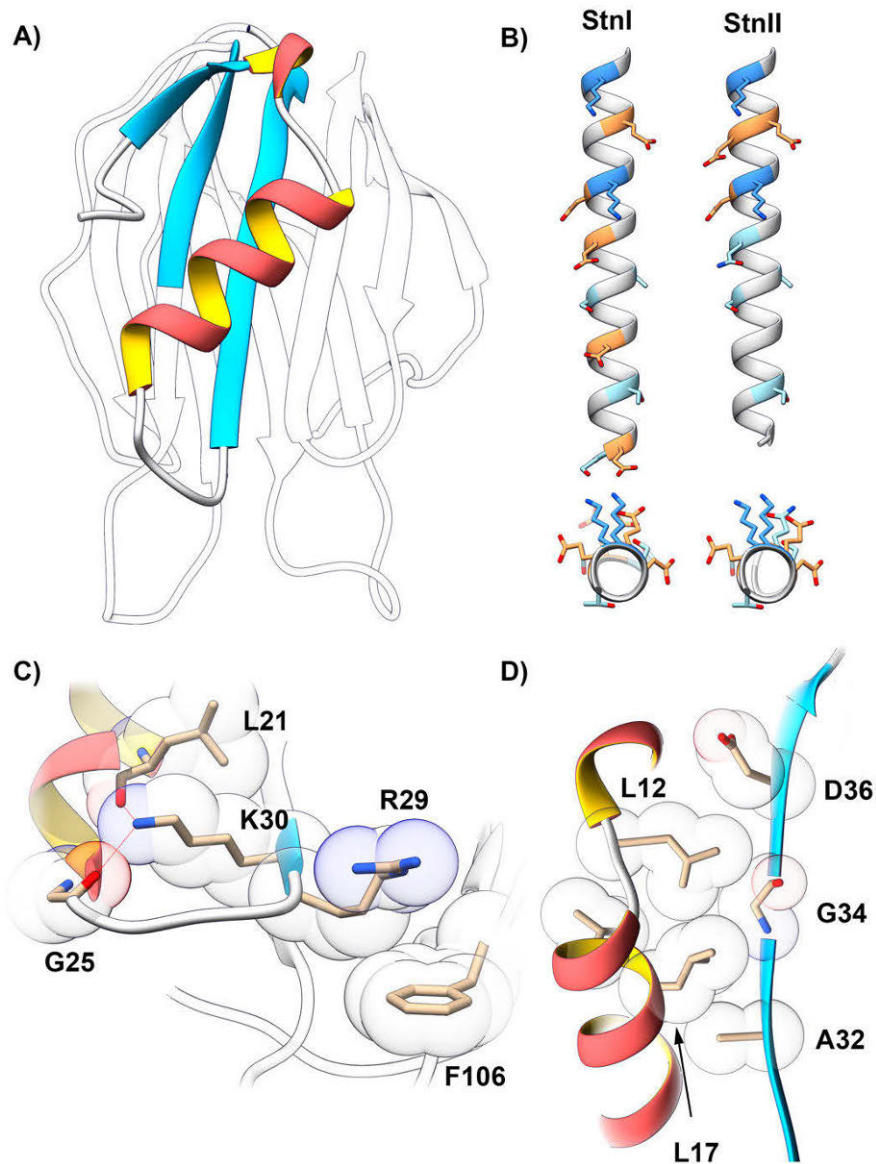 A)
B)
StnI
StnII
C)
L21
K30
R29
G25
F106
D)
L12
D36
G34
A32
L17